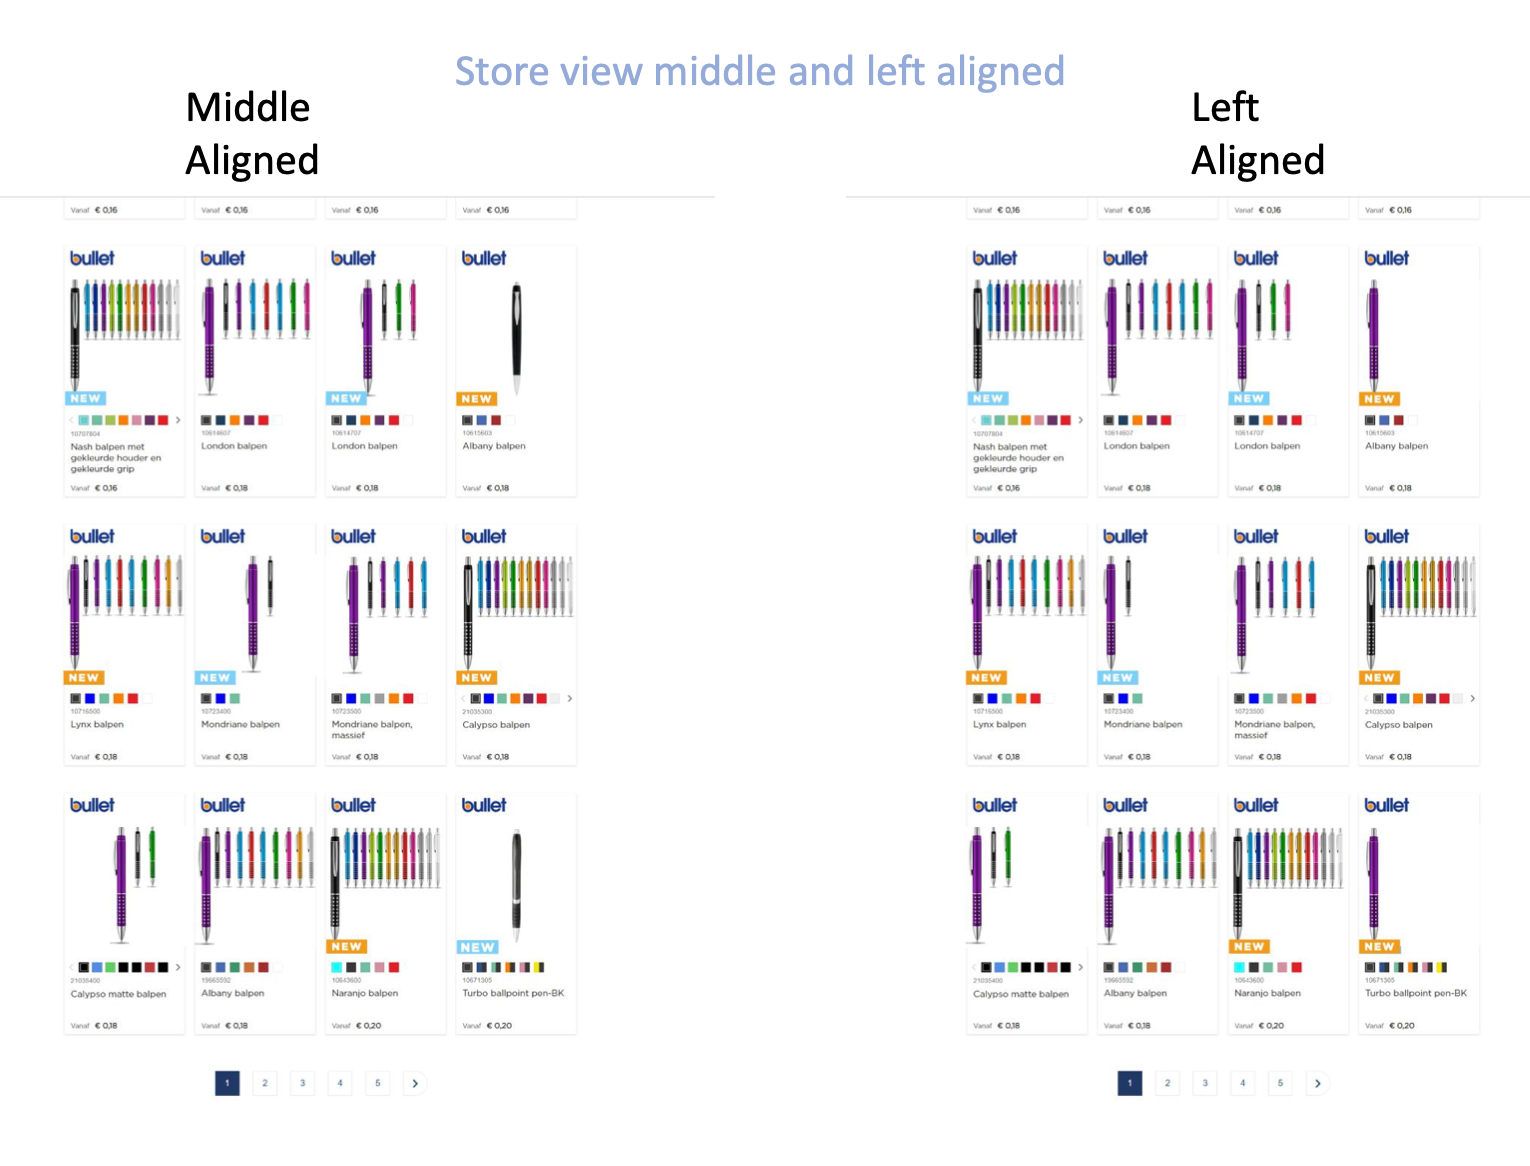 Store view middle and left aligned
Middle
Aligned
Left
Aligned
Vanaf € 0,16
Vanaf € 0,16
Vanaf € 0,16
Vanaf € 0,16
bullet
NEW
10707804
Nash balpen met
gekleurde houder en
gekleurde grip
Vanaf € 0,16
bullet
10614607
London balpen
Vanaf € 0,18
bullet
NEW
10614707
London balpen
Vanaf € 0,18
bullet
NEW
10615603
Albany balpen
Vanaf € 0,18
bullet
NEW
10716500
Lynx balpen
Vanaf € 0,18
bullet
NEW
10723400
Mondriane balpen
Vanaf € 0,18
bullet
10723500
Mondriane balpen,
massief
Vanaf € 0,18
bullet
NEW
21035300
Calypso balpen
Vanaf € 0,18
bullet
21035400
Calypso matte balpen
Vanaf € 0,18
bullet
19665592
Albany balpen
Vanaf € 0,18
bullet
NEW
10643600
Naranjo balpen
Vanaf € 0,20
bullet
NEW
10671305
Turbo ballpoint pen-BK
Vanaf € 0,20
1 2 3 4 5
Vanaf € 0,16
Vanaf € 0,16
Vanaf € 0,16
Vanaf € 0,16
bullet
NEW
10707804
Nash balpen met
gekleurde houder en
gekleurde grip
Vanaf € 0,16
bullet
10614607
London balpen
Vanaf € 0,18
bullet
NEW
10614707
London balpen
Vanaf € 0,18
bullet
NEW
10615603
Albany balpen
Vanaf € 0,18
bullet
NEW
10716500
Lynx balpen
Vanaf € 0,18
bullet
NEW
10723400
Mondriane balpen
Vanaf € 0,18
bullet
10723500
Mondriane balpen,
massief
Vanaf € 0,18
bullet
NEW
21035300
Calypso balpen
Vanaf € 0,18
bullet
21035400
Calypso matte balpen
Vanaf € 0,18
bullet
19665592
Albany balpen
Vanaf € 0,18
bullet
NEW
10643600
Naranjo balpen
Vanaf € 0,20
bullet
NEW
10671305
Turbo ballpoint pen-BK
Vanaf € 0,20
1 2 3 4 5